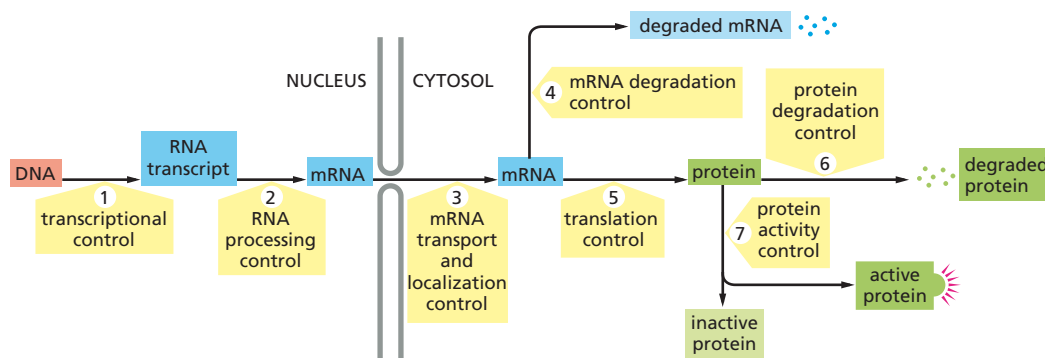 degraded mRNA
NUCLEUS
CYTOSOL
4 mRNA degradation
control
protein
degradation
control
6
DNA
RNA
transcript
mRNA
mRNA
protein
degraded
protein
1
transcriptional
control
2
RNA
processing
control
3
mRNA
transport
and
localization
control
5
translation
control
7
protein
activity
control
active
protein
inactive
protein